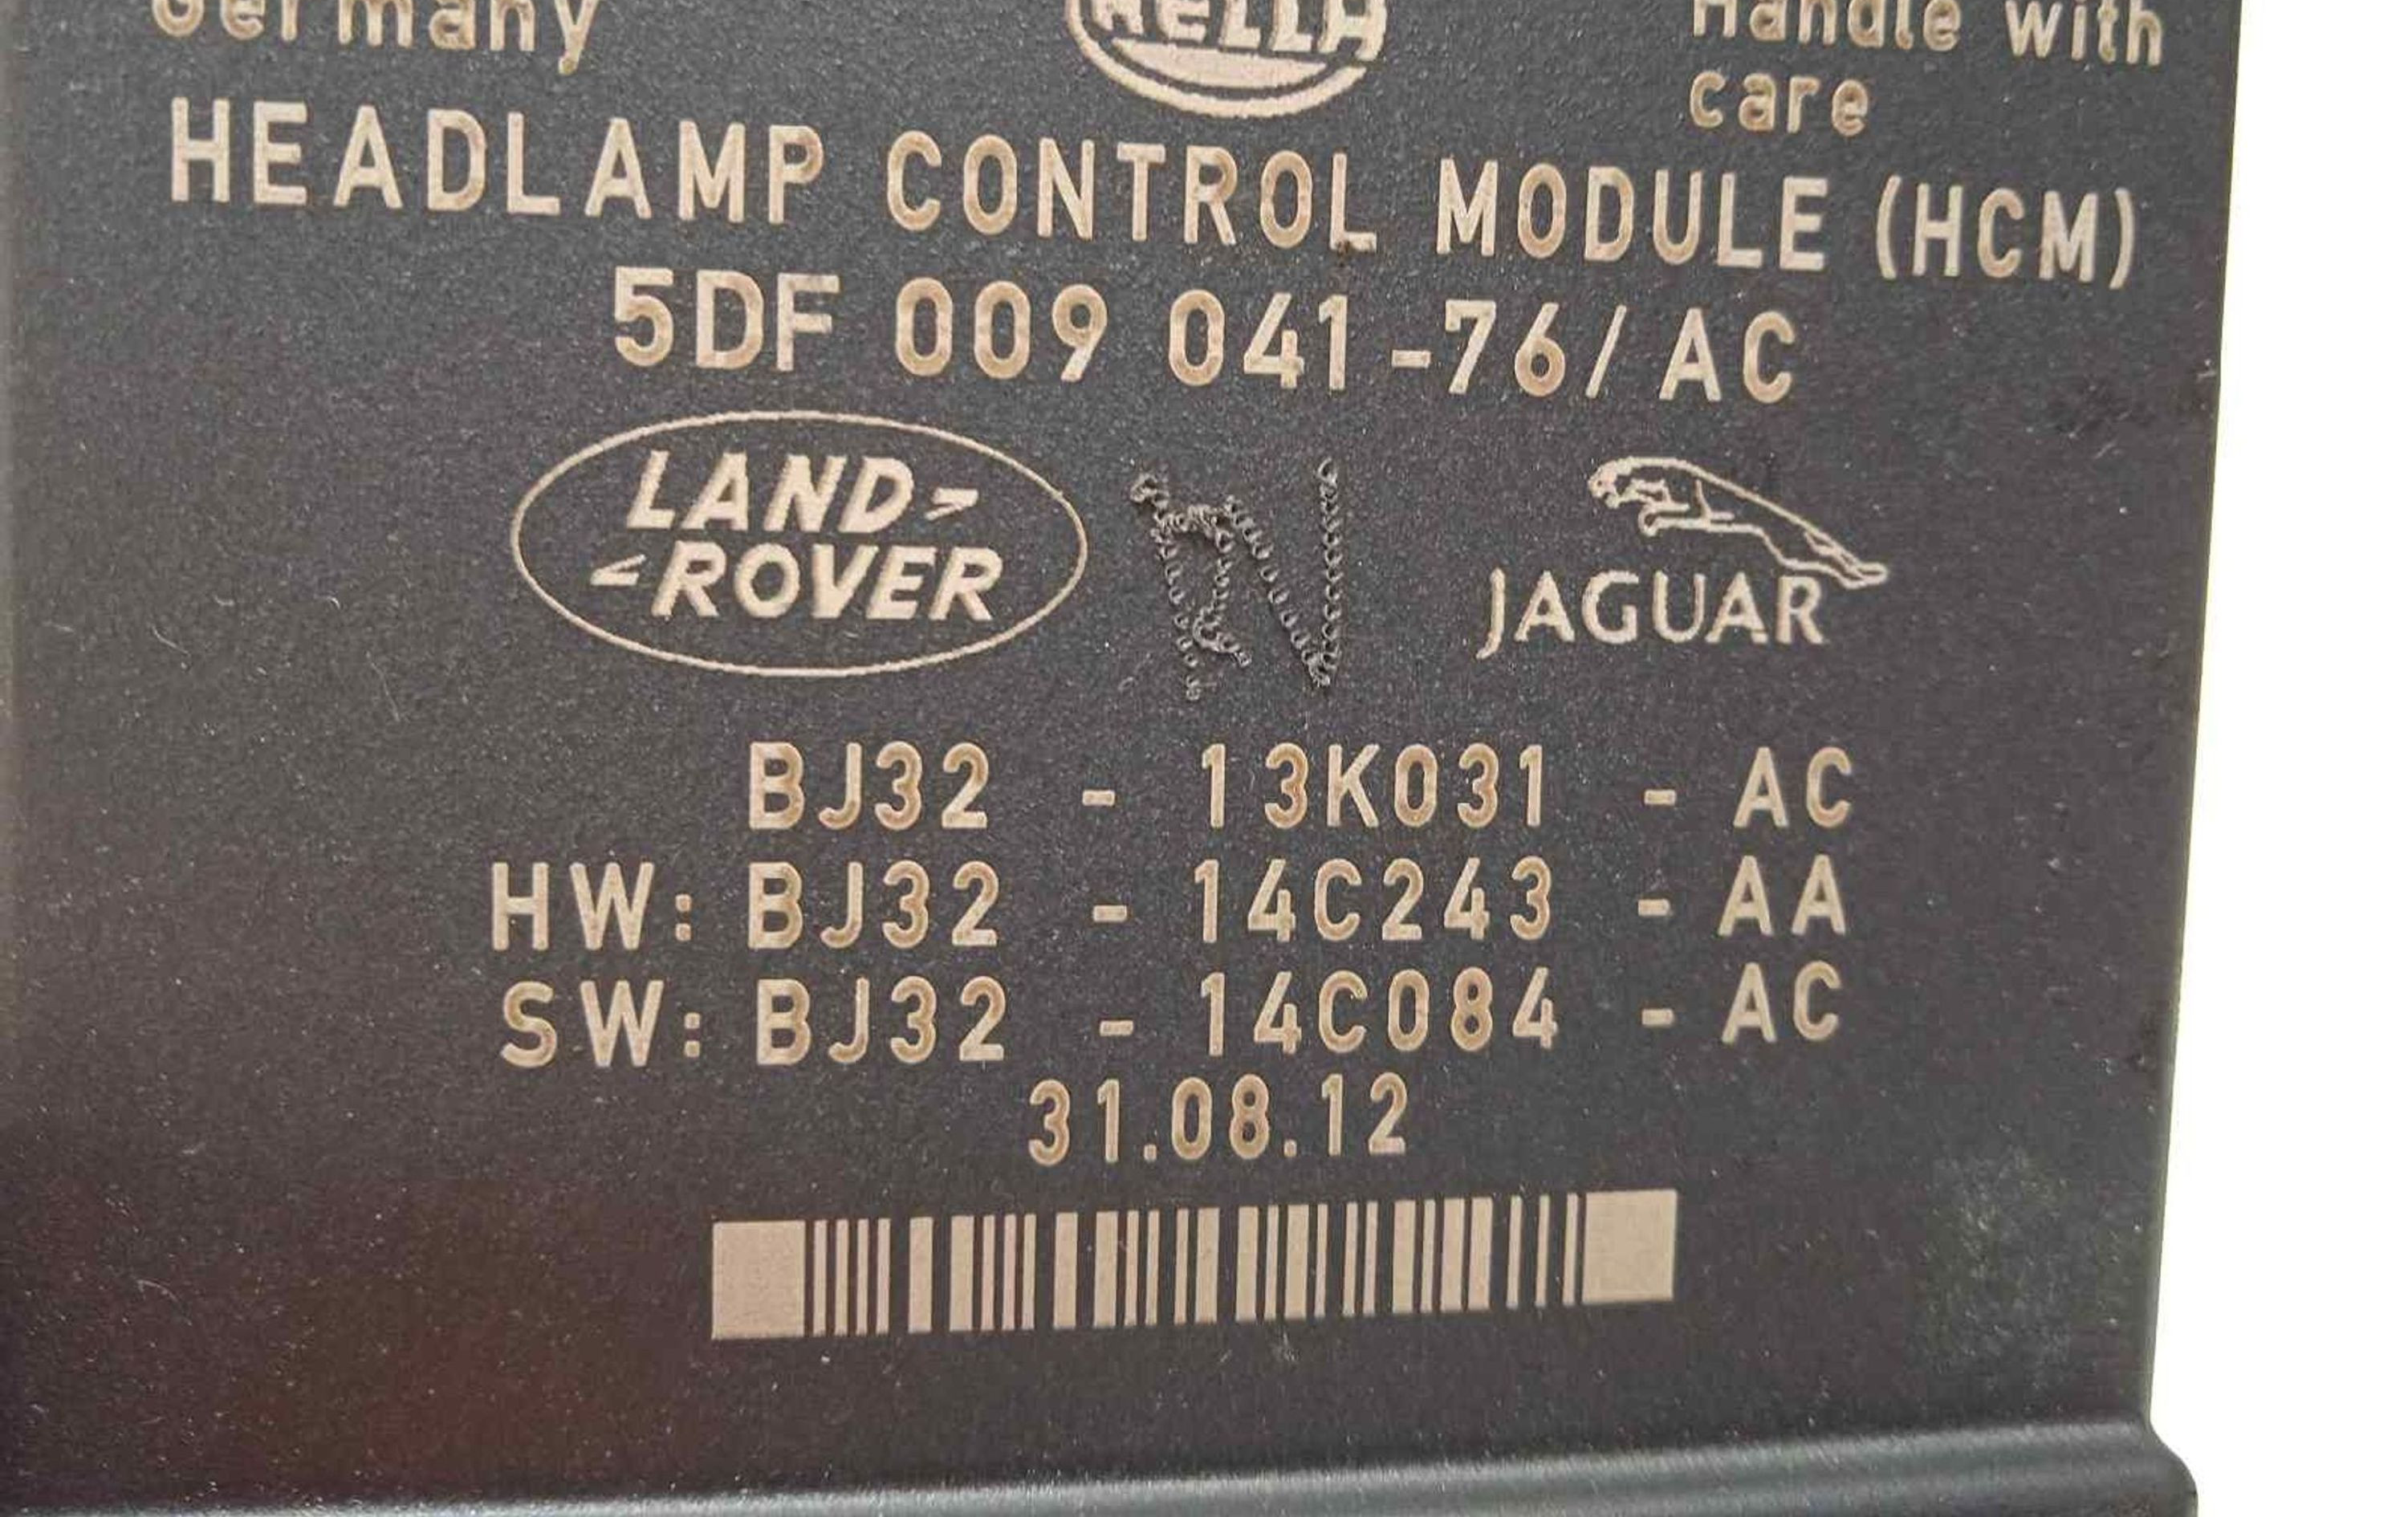 Germany
HELLA
Handle with
care
HEADLAMP CONTROL MODULE (HCM)
5DF 009 041-76/AC
LAND
ROVER
JAGUAR
BJ32 - 13K031 - AC
HW: BJ32 - 14C243 - AA
SW: BJ32 - 14C084 - AC
31.08.12